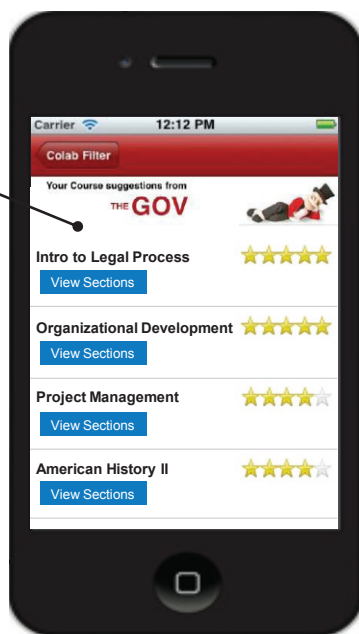 Carrier 12:12 PM
Colab Filter
Your Course suggestions from
THE GOV
Intro to Legal Process
View Sections
Organizational Development
View Sections
Project Management
View Sections
American History II
View Sections